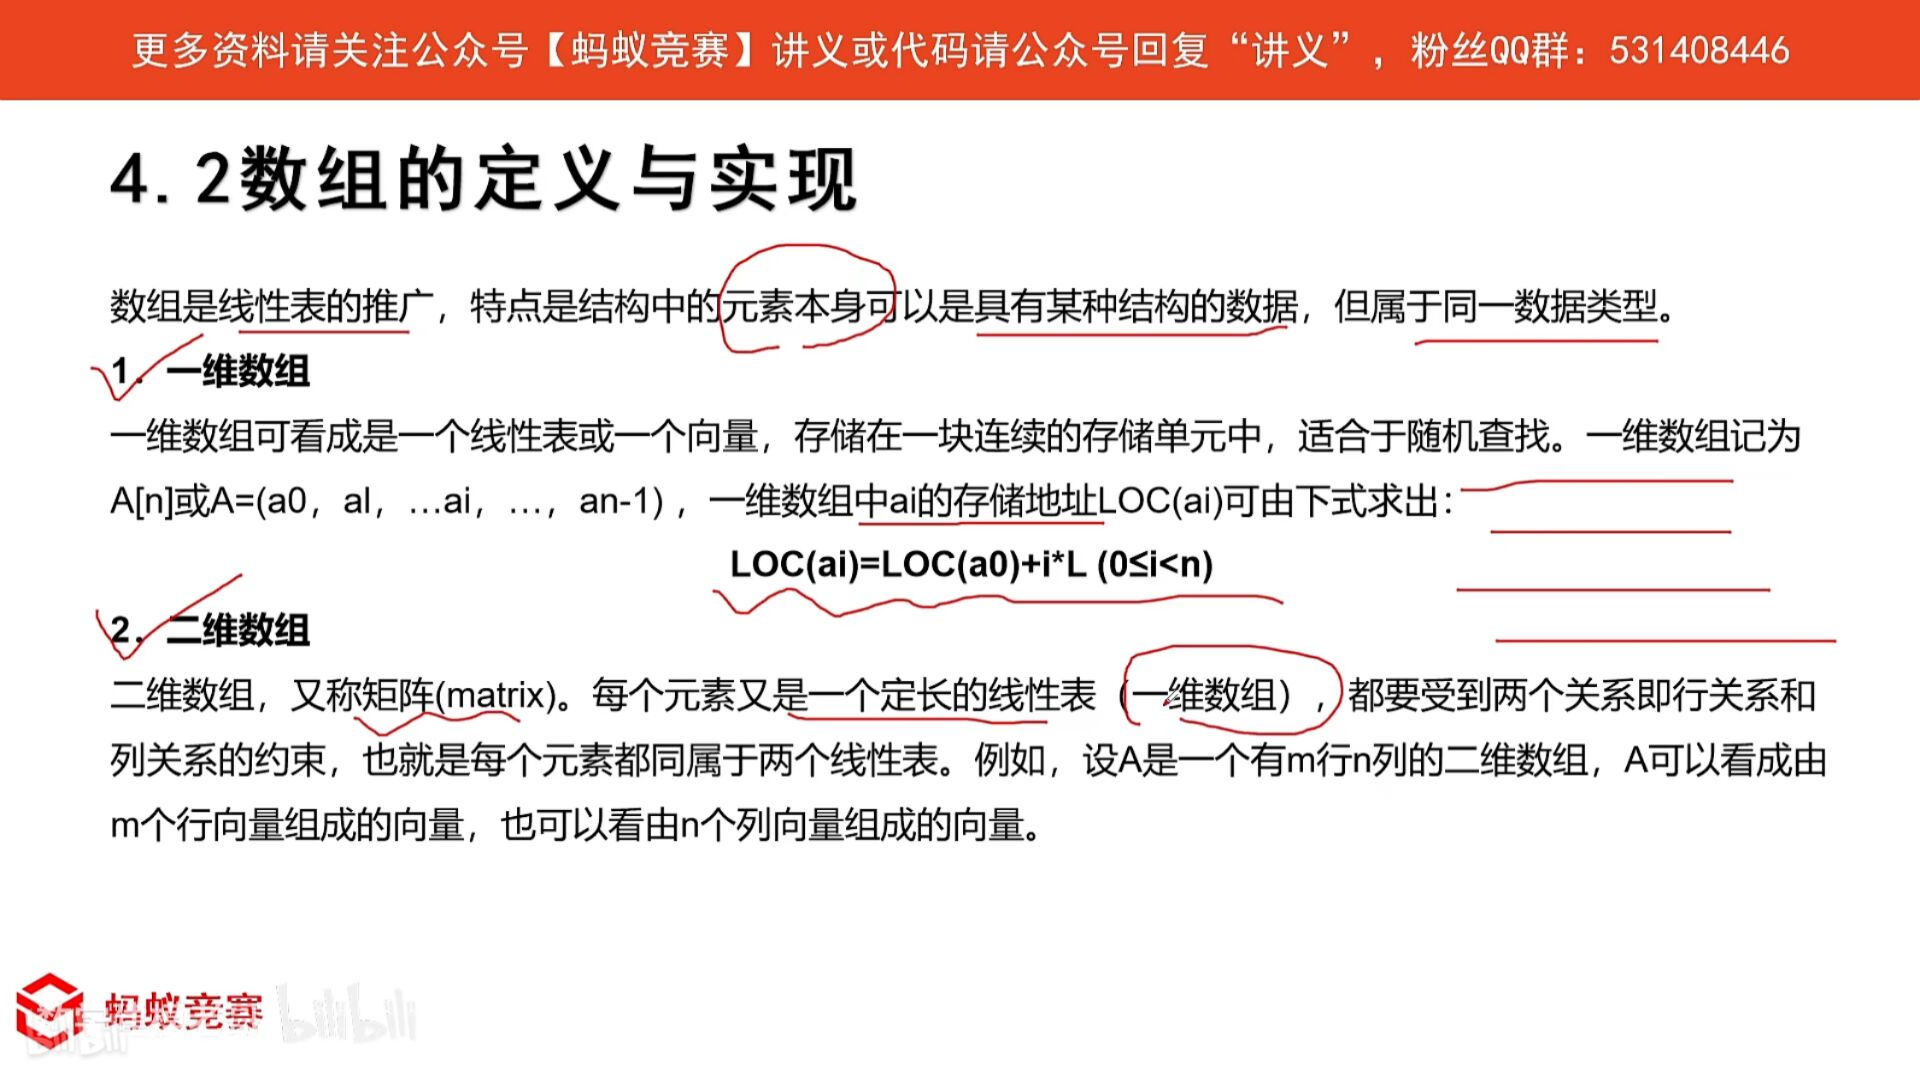 更多资料请关注公众号【蚂蚁竞赛】讲义或代码请公众号回复“讲义”，粉丝QQ群：531408446
4.2数组的定义与实现
数组是线性表的推广，特点是结构中的元素本身可以是具有某种结构的数据，但属于同一数据类型。
1．一维数组
一维数组可看成是一个线性表或一个向量，存储在一块连续的存储单元中，适合于随机查找。一维数组记为
A[n]或A=(a0，al，…ai，…，an-1) ，一维数组中ai的存储地址LOC(ai)可由下式求出：
LOC(ai)=LOC(a0)+i*L (0≤i<n)
2．二维数组
二维数组，又称矩阵(matrix)。每个元素又是一个定长的线性表（一维数组），都要受到两个关系即行关系和
列关系的约束，也就是每个元素都同属于两个线性表。例如，设A是一个有m行n列的二维数组，A可以看成由
m个行向量组成的向量，也可以看由n个列向量组成的向量。
蚂蚁竞赛
bilibili